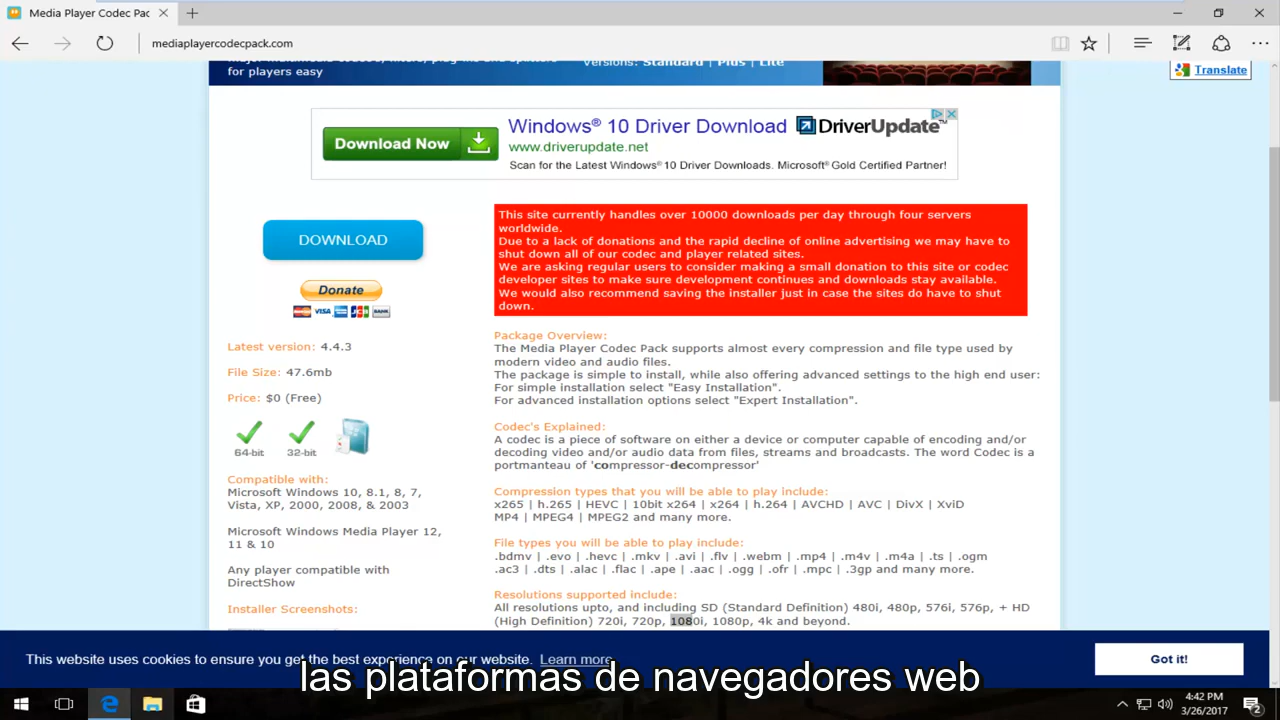 Media Player Codec Pac
mediaplayercodecpack.com
for players easy
Versions: Standard | Plus | Lite
Translate
Download Now
Windows® 10 Driver Download
DriverUpdate™
www.driverupdate.net
Scan for the Latest Windows®10 Driver Downloads. Microsoft® Gold Certified Partner!
DOWNLOAD
Donate
VISA
JCB
BANK
Latest version: 4.4.3
File Size: 47.6mb
Price: $0 (Free)
64-bit
32-bit
Compatible with:
Microsoft Windows 10, 8.1, 8, 7,
Vista, XP, 2000, 2008, & 2003
Microsoft Windows Media Player 12,
11 & 10
Any player compatible with
DirectShow
Installer Screenshots:
This site currently handles over 10000 downloads per day through four servers
worldwide.
Due to a lack of donations and the rapid decline of online advertising we may have to
shut down all of our codec and player related sites.
We are asking regular users to consider making a small donation to this site or codec
developer sites to make sure development continues and downloads stay available.
We would also recommend saving the installer just in case the sites do have to shut
down.
Package Overview:
The Media Player Codec Pack supports almost every compression and file type used by
modern video and audio files.
The package is simple to install, while also offering advanced settings to the high end user:
For simple installation select "Easy Installation".
For advanced installation options select "Expert Installation".
Codec's Explained:
A codec is a piece of software on either a device or computer capable of encoding and/or
decoding video and/or audio data from files, streams and broadcasts. The word Codec is a
portmanteau of 'compressor-decompressor'
Compression types that you will be able to play include:
x265 | h.265 | HEVC | 10bit x264 | x264 | h.264 | AVCHD | AVC | DivX | XviD
MP4 | MPEG4 | MPEG2 and many more.
File types you will be able to play include:
.bdmv | .evo | .hevc | .mkv | .avi | .flv | .webm | .mp4 | .m4v | .m4a | .ts | .ogm
.ac3 | .dts | .alac | .flac | .ape | .aac | .ogg | .ofr | .mpc | .3gp and many more.
Resolutions supported include:
All resolutions upto, and including SD (Standard Definition) 480i, 480p, 576i, 576p, + HD
(High Definition) 720i, 720p, 1080i, 1080p, 4k and beyond.
This website uses cookies to ensure you get the best experience on our website. Learn more
Got it!
las plataformas de navegadores web
4:42 PM
3/26/2017
2